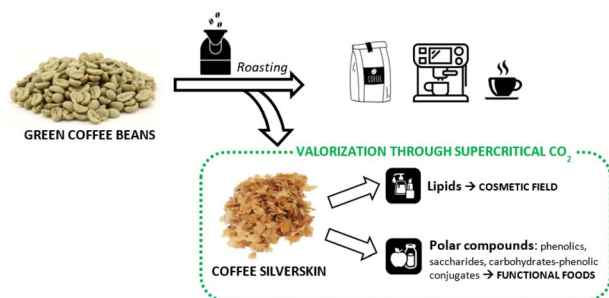 Roasting
COFFEE
GREEN COFFEE BEANS
VALORIZATION THROUGH SUPERCRITICAL CO₂
Lipids → COSMETIC FIELD
Polar compounds: phenolics,
saccharides, carbohydrates-phenolic
conjugates → FUNCTIONAL FOODS
COFFEE SILVERSKIN